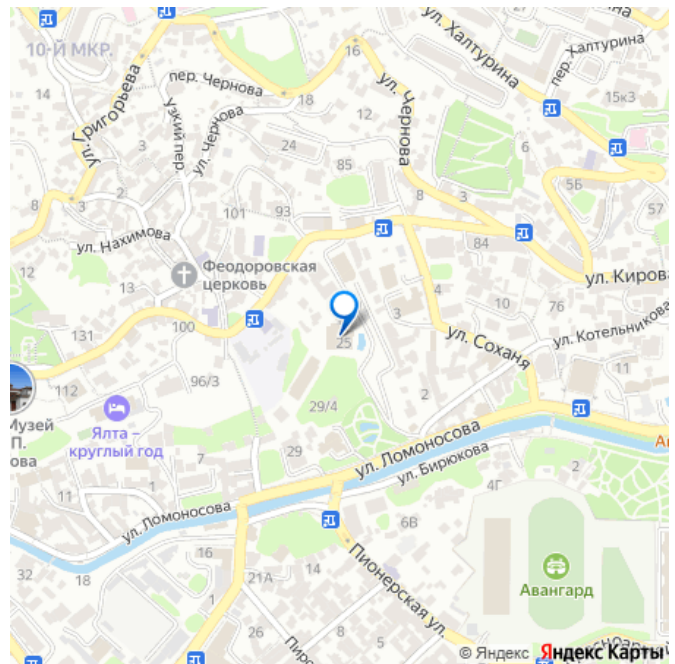 ул. Халтурина
пер. Халтурина
10-Й МКР.
16
14
пер. Чернова
18
15к3
ул. Григорьева
узкий пер.
ул. Чернова
12
ул. Чернова
3
24
6
85
8
3
2
101
93
8
3
5Б
57
ул. Нахимова
84
12
Феодоровская
церковь
ул. Кирова
13
10
76
3
ул. Котельникова
131
100
25
4
ул. Соханя
112
96/3
2
Музей
П.
ова
Ялта –
круглый год
29/4
7
29
ул. Ломоносова
ул. Бирюкова
2
11
1
ул. Ломоносова
4Г
6В
16
32
18
21А
14
Пионерская ул.
Авангард
26
8
5
© Яндекс Яндекс Карты